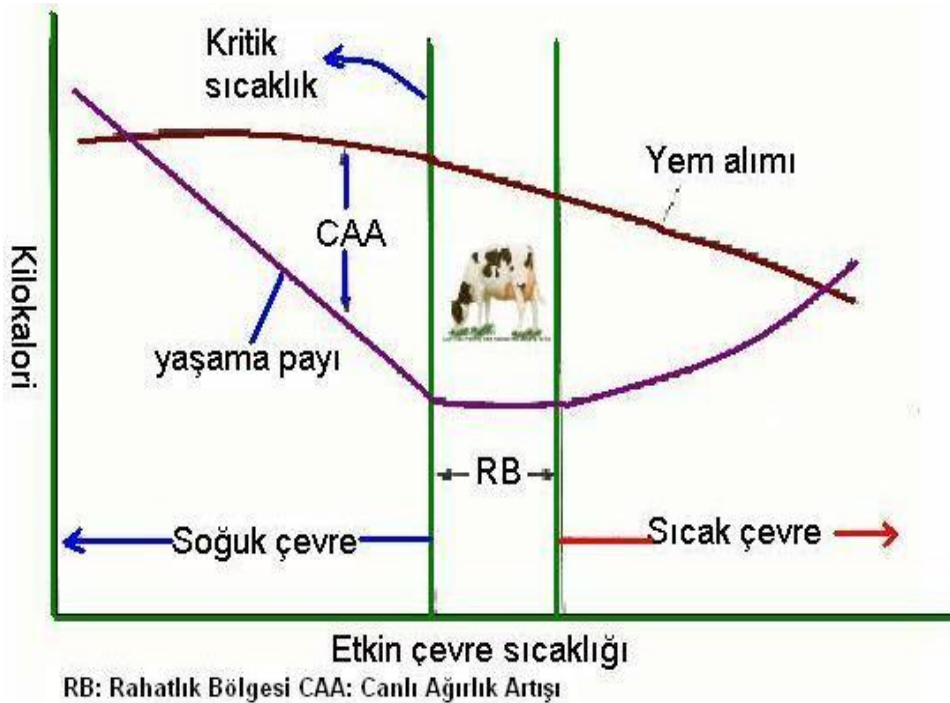 Kritik
sıcaklık
Yem alımı
CAA
Kilokalori
yaşama payı
RB
Soğuk çevre
Sıcak çevre
Etkin çevre sıcaklığı
RB: Rahatlık Bölgesi CAA: Canlı Ağırlık Artışı